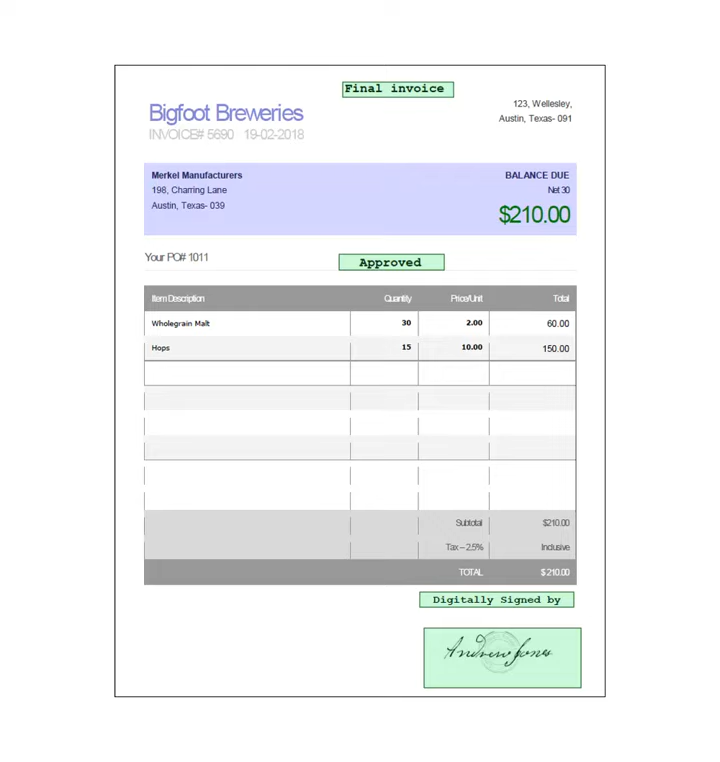 Final invoice
Bigfoot Breweries
123, Wellesley,
Austin, Texas- 091
INVOICE# 5690 19-02-2018
Merkel Manufacturers
198, Charring Lane
Austin, Texas- 039
BALANCE DUE
Net 30
$210.00
Your PO# 1011
Approved
Item Description Quantity Price/Unit Total
Wholegrain Malt 30 2.00 60.00
Hops 15 10.00 150.00
Subtotal $210.00
Tax – 2.5% Inclusive
TOTAL $210.00
Digitally Signed by
Andrew Jones